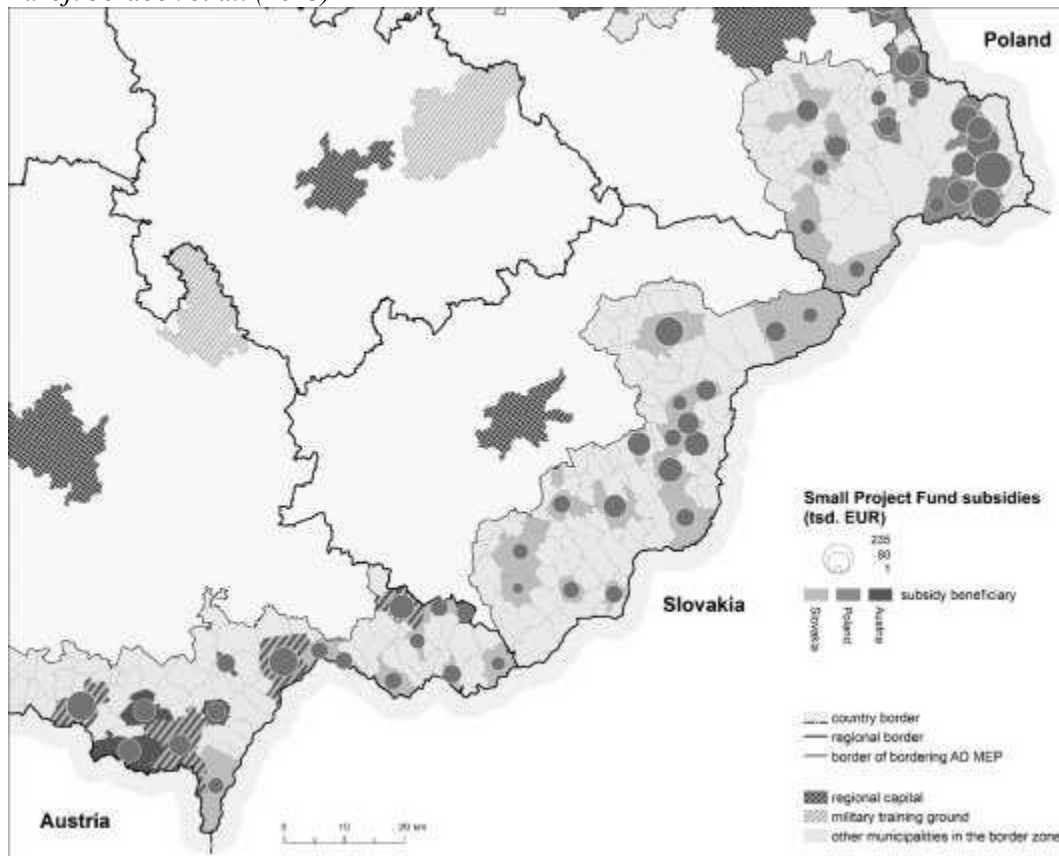 Poland
Small Project Fund subsidies
(tsd. EUR)
235
80
1
subsidy beneficiary
Slovakia
Poland
Austria
Slovakia
country border
regional border
border of bordering AD MEP
regional capital
military training ground
other municipalities in the border zone
Austria
0 10 20 km